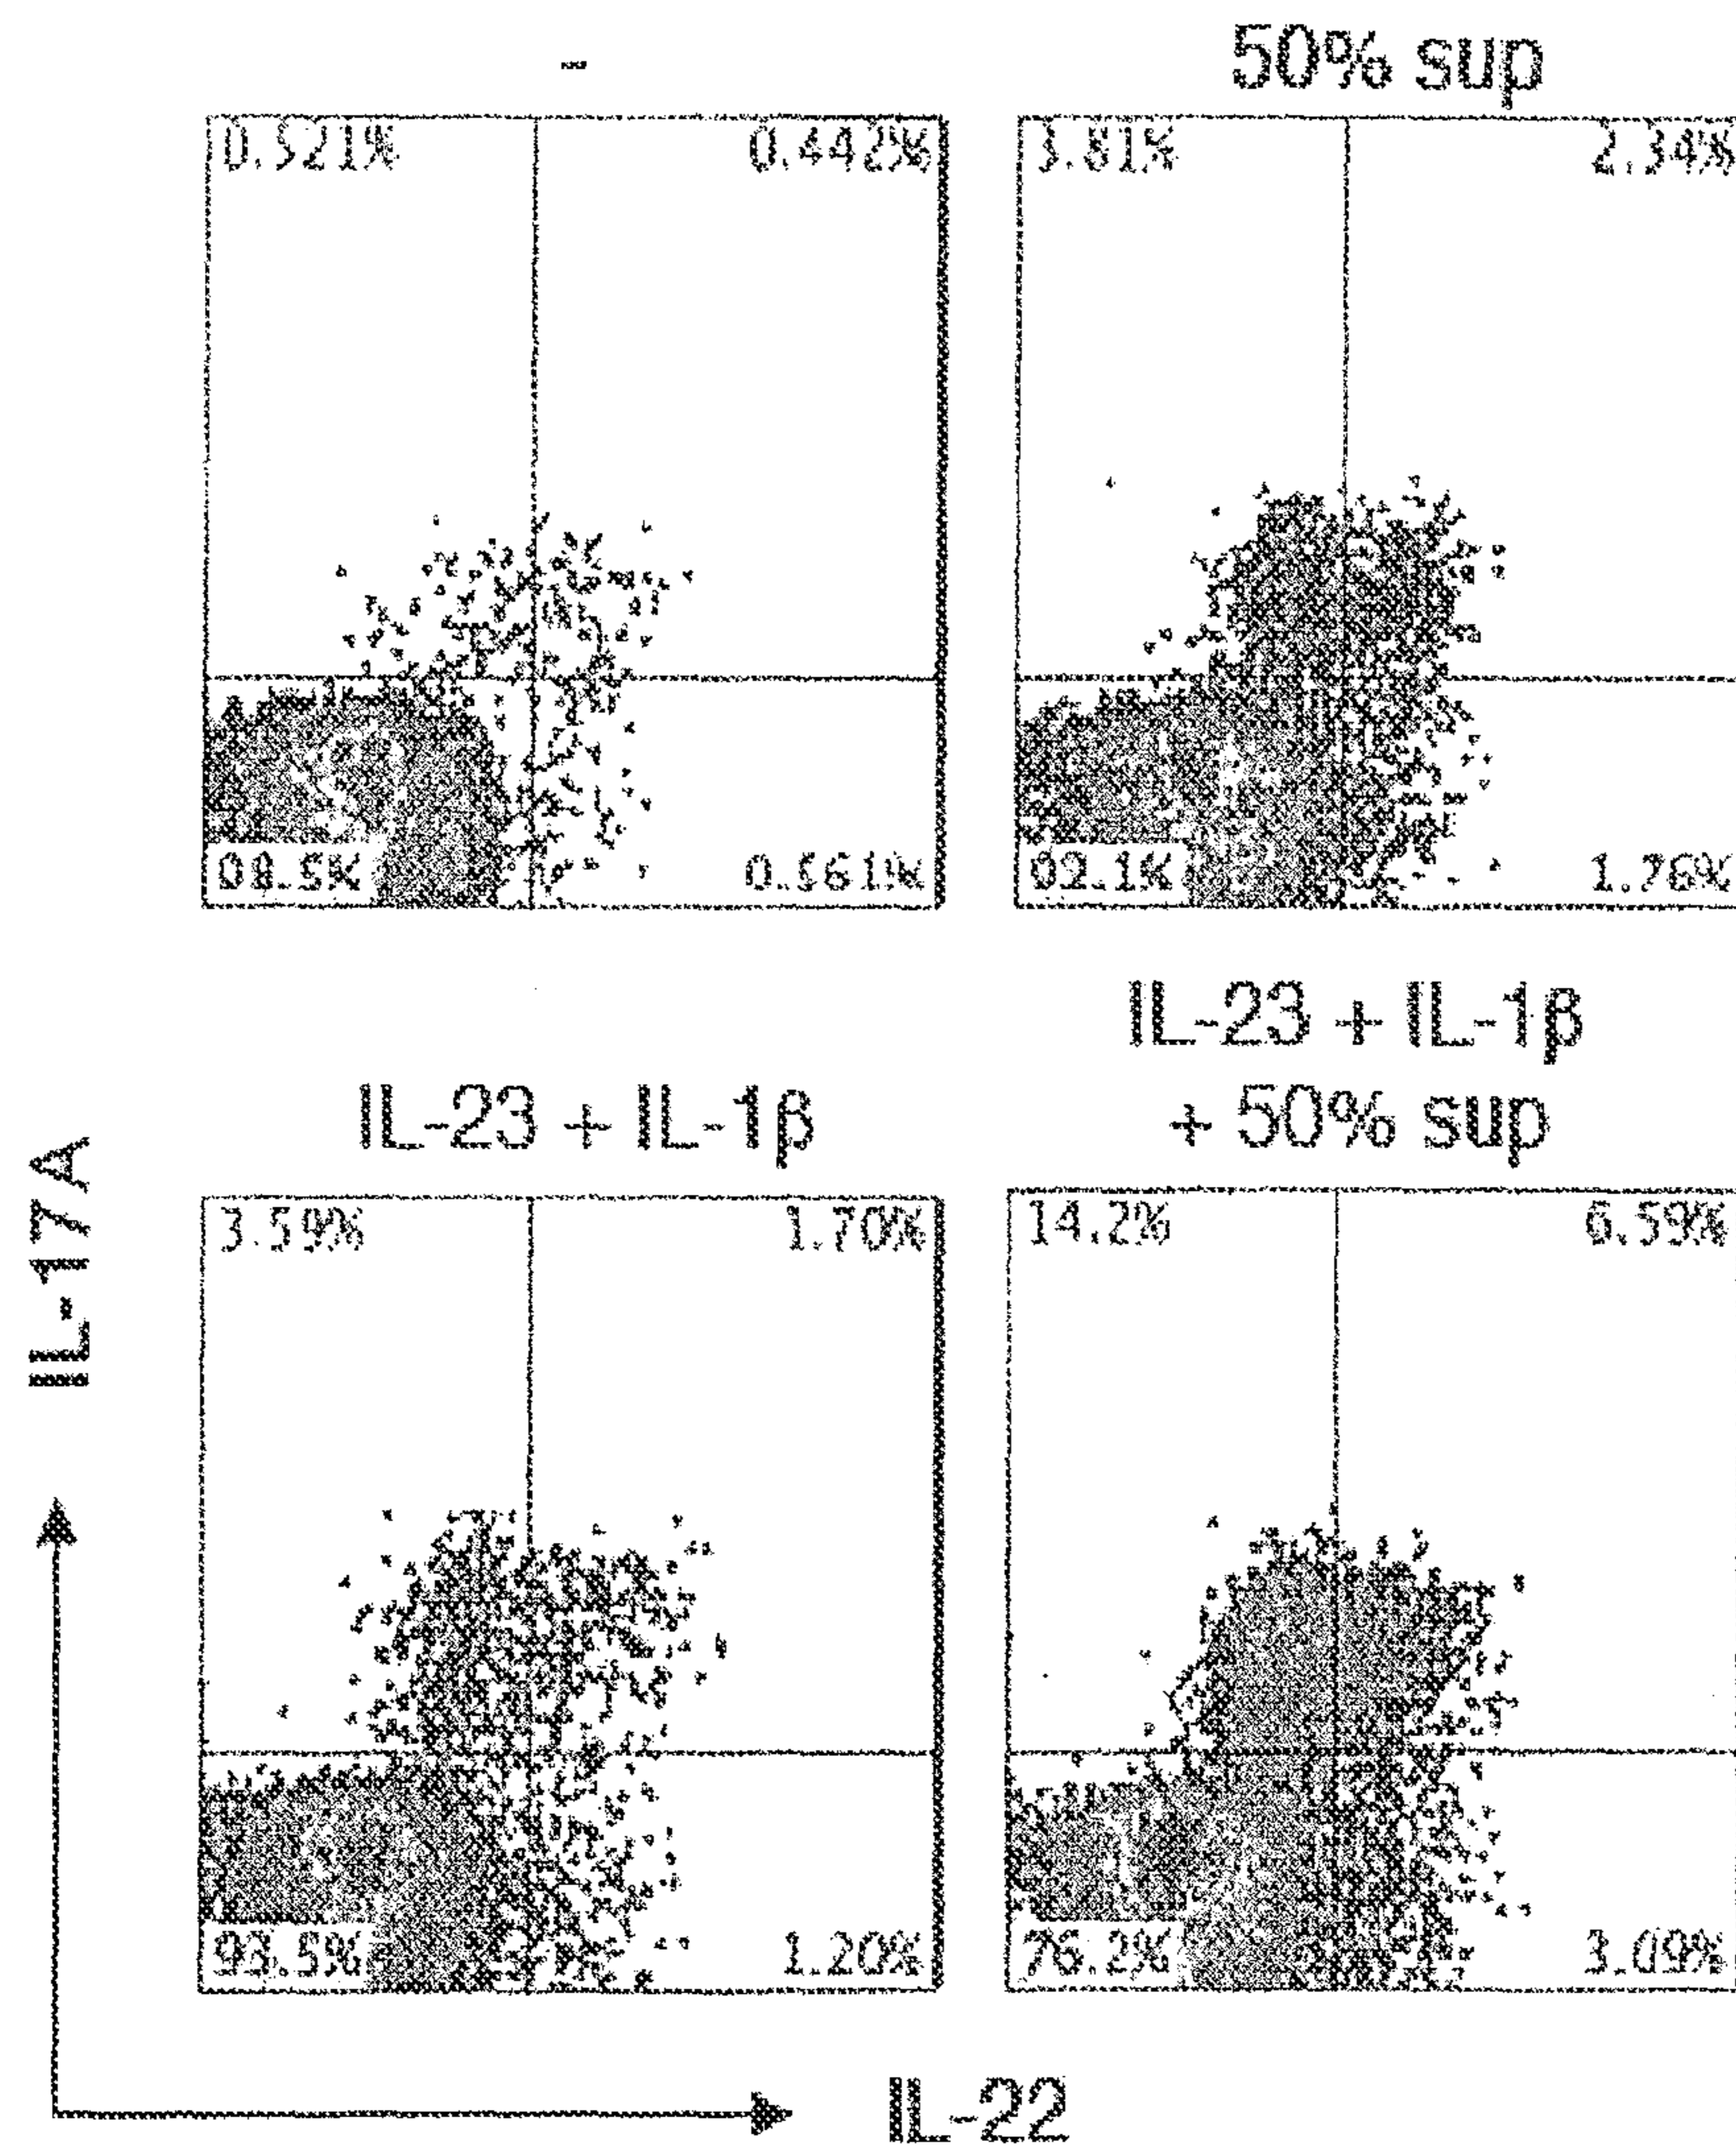 -
50% sup
0.521% 0.442%
3.81% 2.34%
98.5% 0.561%
92.1% 1.76%
IL-23 + IL-1β
IL-23 + IL-1β
+ 50% sup
IL-17A
3.59% 1.70%
14.2% 6.59%
93.5% 1.20%
76.2% 3.09%
IL-22